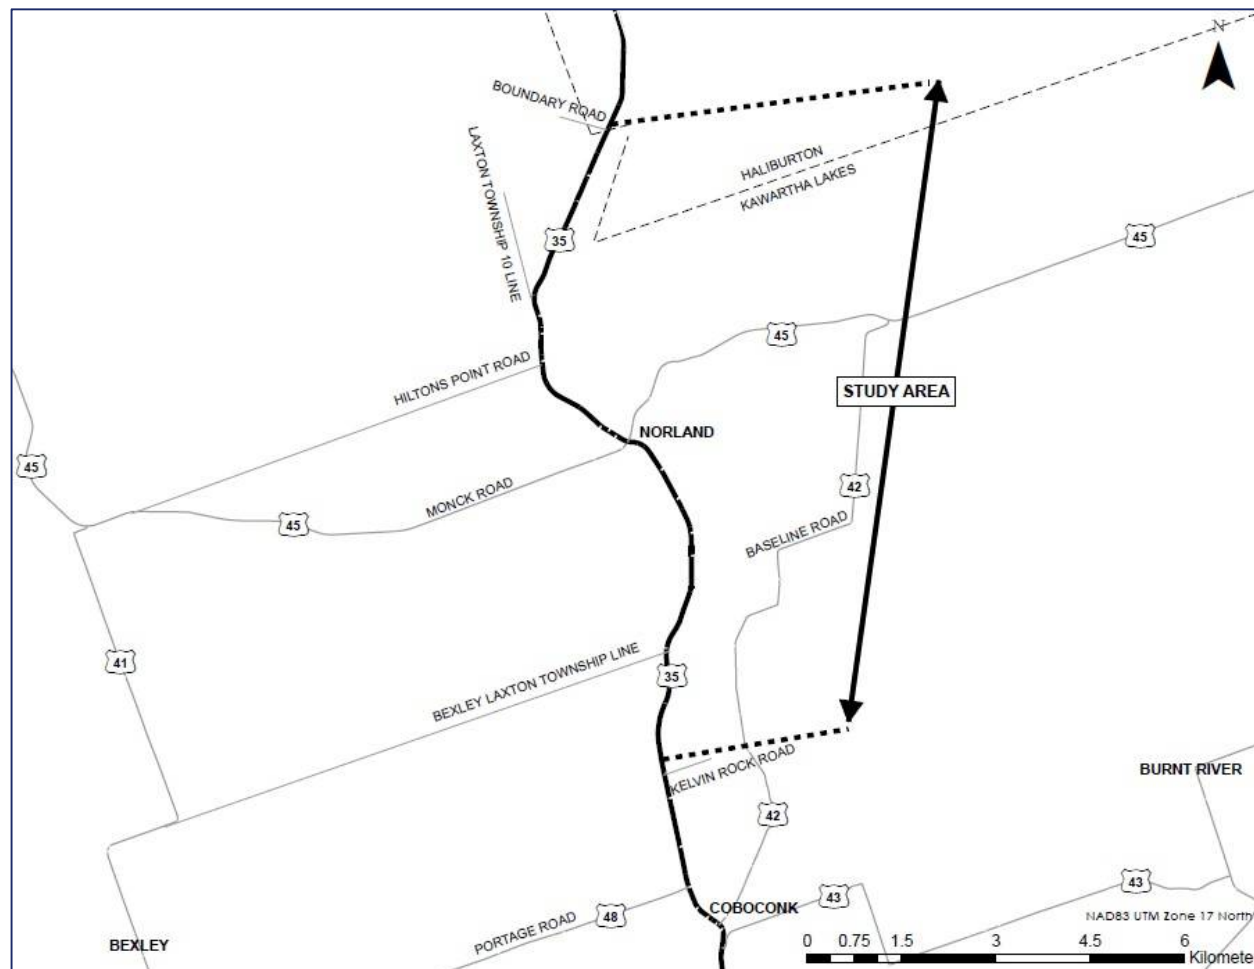 N
BOUNDARY ROAD
LAXTON TOWNSHIP 10 LINE
HALIBURTON
KAWARTHA LAKES
35
45
45
HILTONS POINT ROAD
STUDY AREA
NORLAND
45
42
MONCK ROAD
45
BASELINE ROAD
41
BEXLEY LAXTON TOWNSHIP LINE
35
KELVIN ROCK ROAD
BURNT RIVER
42
43
43
COBOCONK
48
PORTAGE ROAD
BEXLEY
NAD83 UTM Zone 17 North
0 0.75 1.5 3 4.5 6
Kilomete